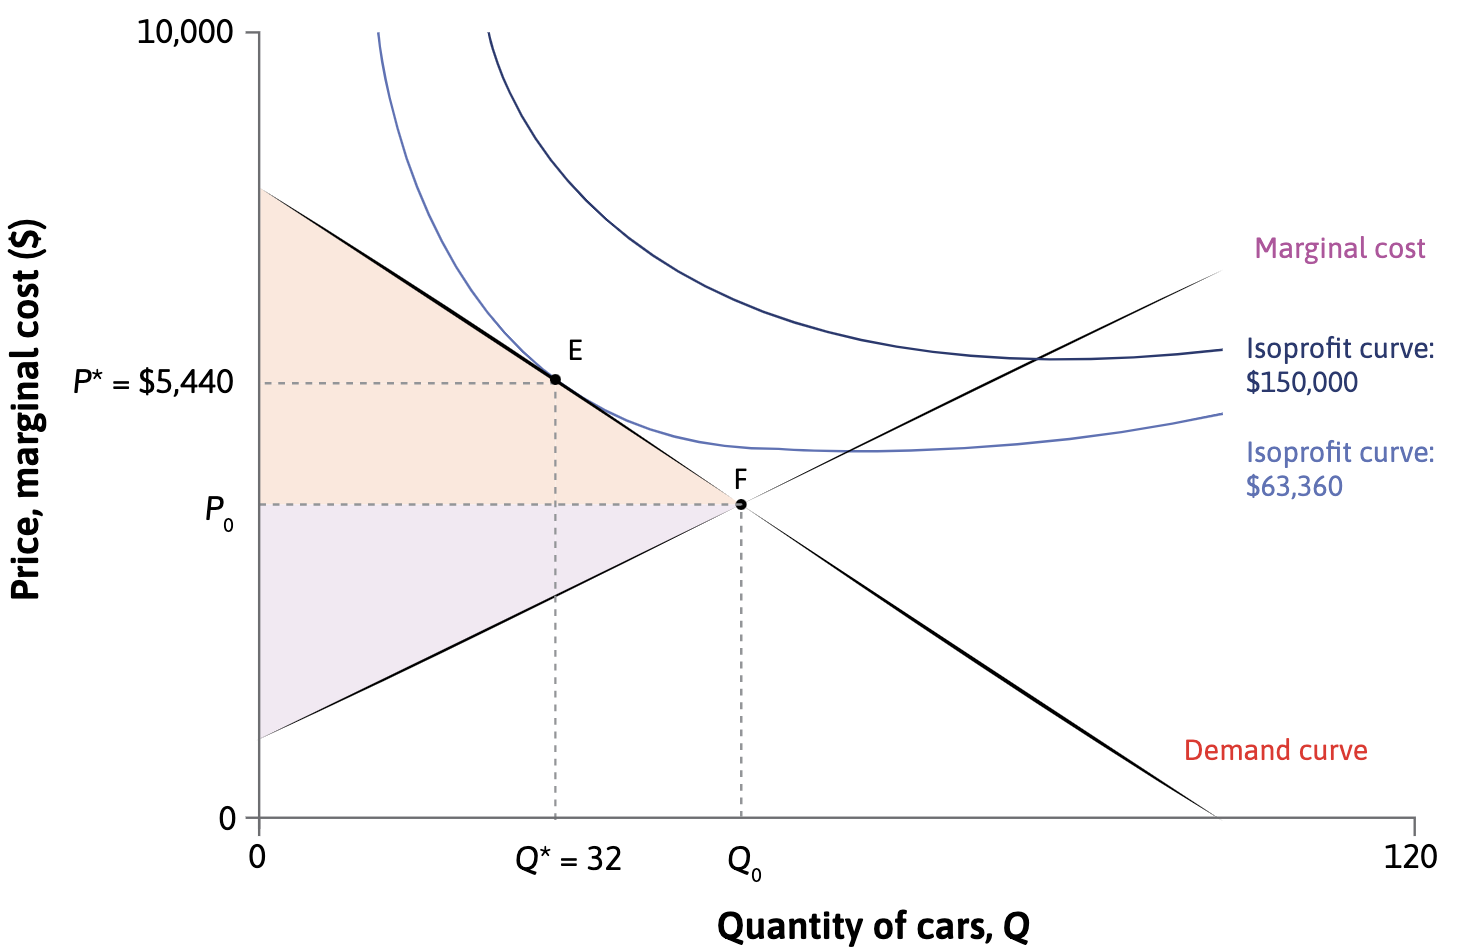 Price, marginal cost ($)
10,000
P* = $5,440
P0
0
E
F
Marginal cost
Isoprofit curve:
$150,000
Isoprofit curve:
$63,360
Demand curve
0
Q* = 32
Q0
120
Quantity of cars, Q